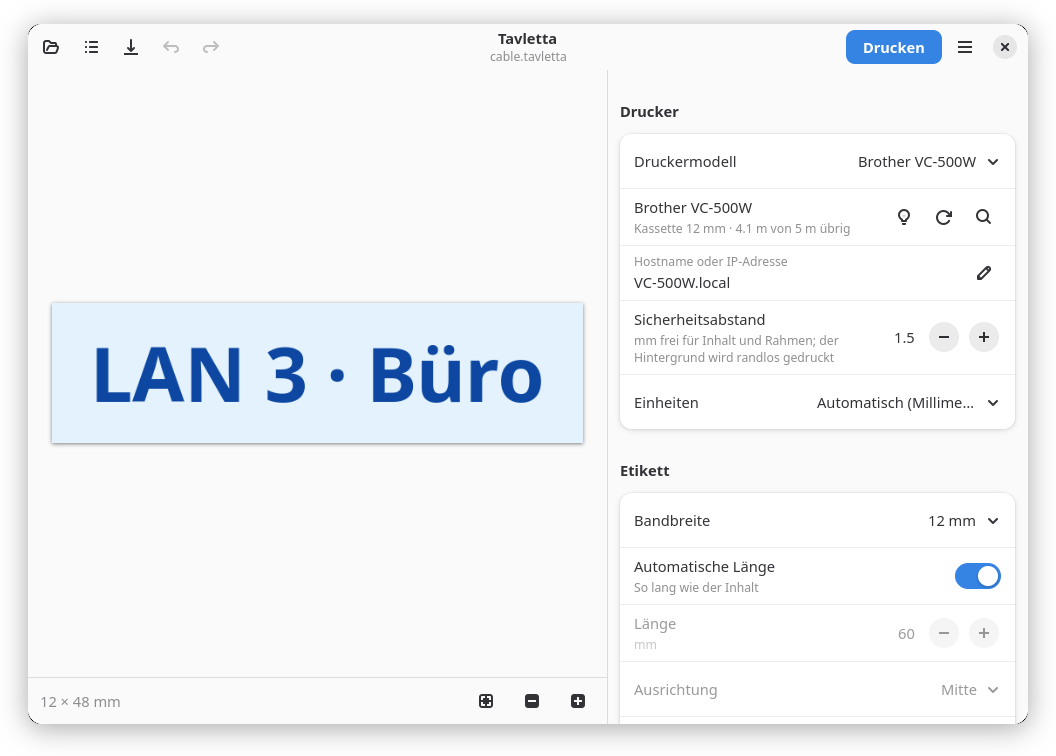 Tavletta
cable.tavletta
Drucken
LAN 3 · Büro
12 × 48 mm
Drucker
Druckermodell
Brother VC-500W
Brother VC-500W
Kassette 12 mm · 4.1 m von 5 m übrig
Hostname oder IP-Adresse
VC-500W.local
Sicherheitsabstand
mm frei für Inhalt und Rahmen; der
Hintergrund wird randlos gedruckt
1.5
Einheiten
Automatisch (Millime...
Etikett
Bandbreite
12 mm
Automatische Länge
So lang wie der Inhalt
Länge
mm
60
Ausrichtung
Mitte